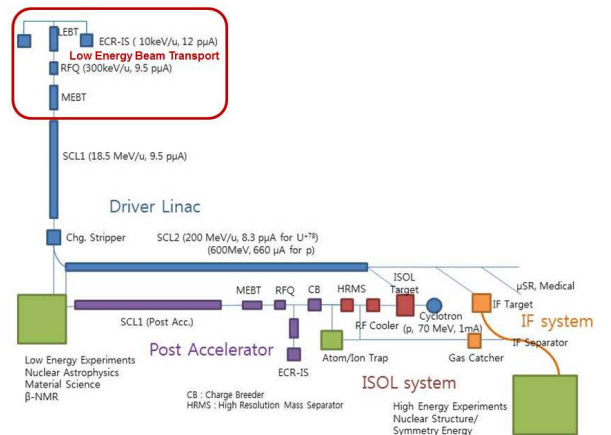 LEBT
ECR-IS ( 10keV/u, 12 pµA)
Low Energy Beam Transport
RFQ (300keV/u, 9.5 pµA)
MEBT
SCL1 (18.5 MeV/u, 9.5 pµA)
Driver Linac
Chg. Stripper
SCL2 (200 MeV/u, 8.3 pµA for U⁺⁷⁸)
(600MeV, 660 µA for p)
ISOL
Target
µSR, Medical
MEBT
RFQ
CB
HRMS
IF Target
SCL1 (Post Acc.)
RF Cooler
Cyclotron
(p, 70 MeV, 1mA)
IF system
Post Accelerator
IF Separator
Atom/Ion Trap
Gas Catcher
ECR-IS
Low Energy Experiments
Nuclear Astrophysics
Material Science
β-NMR
ISOL system
CB : Charge Breeder
HRMS : High Resolution Mass Separator
High Energy Experiments
Nuclear Structure/
Symmetry Energy